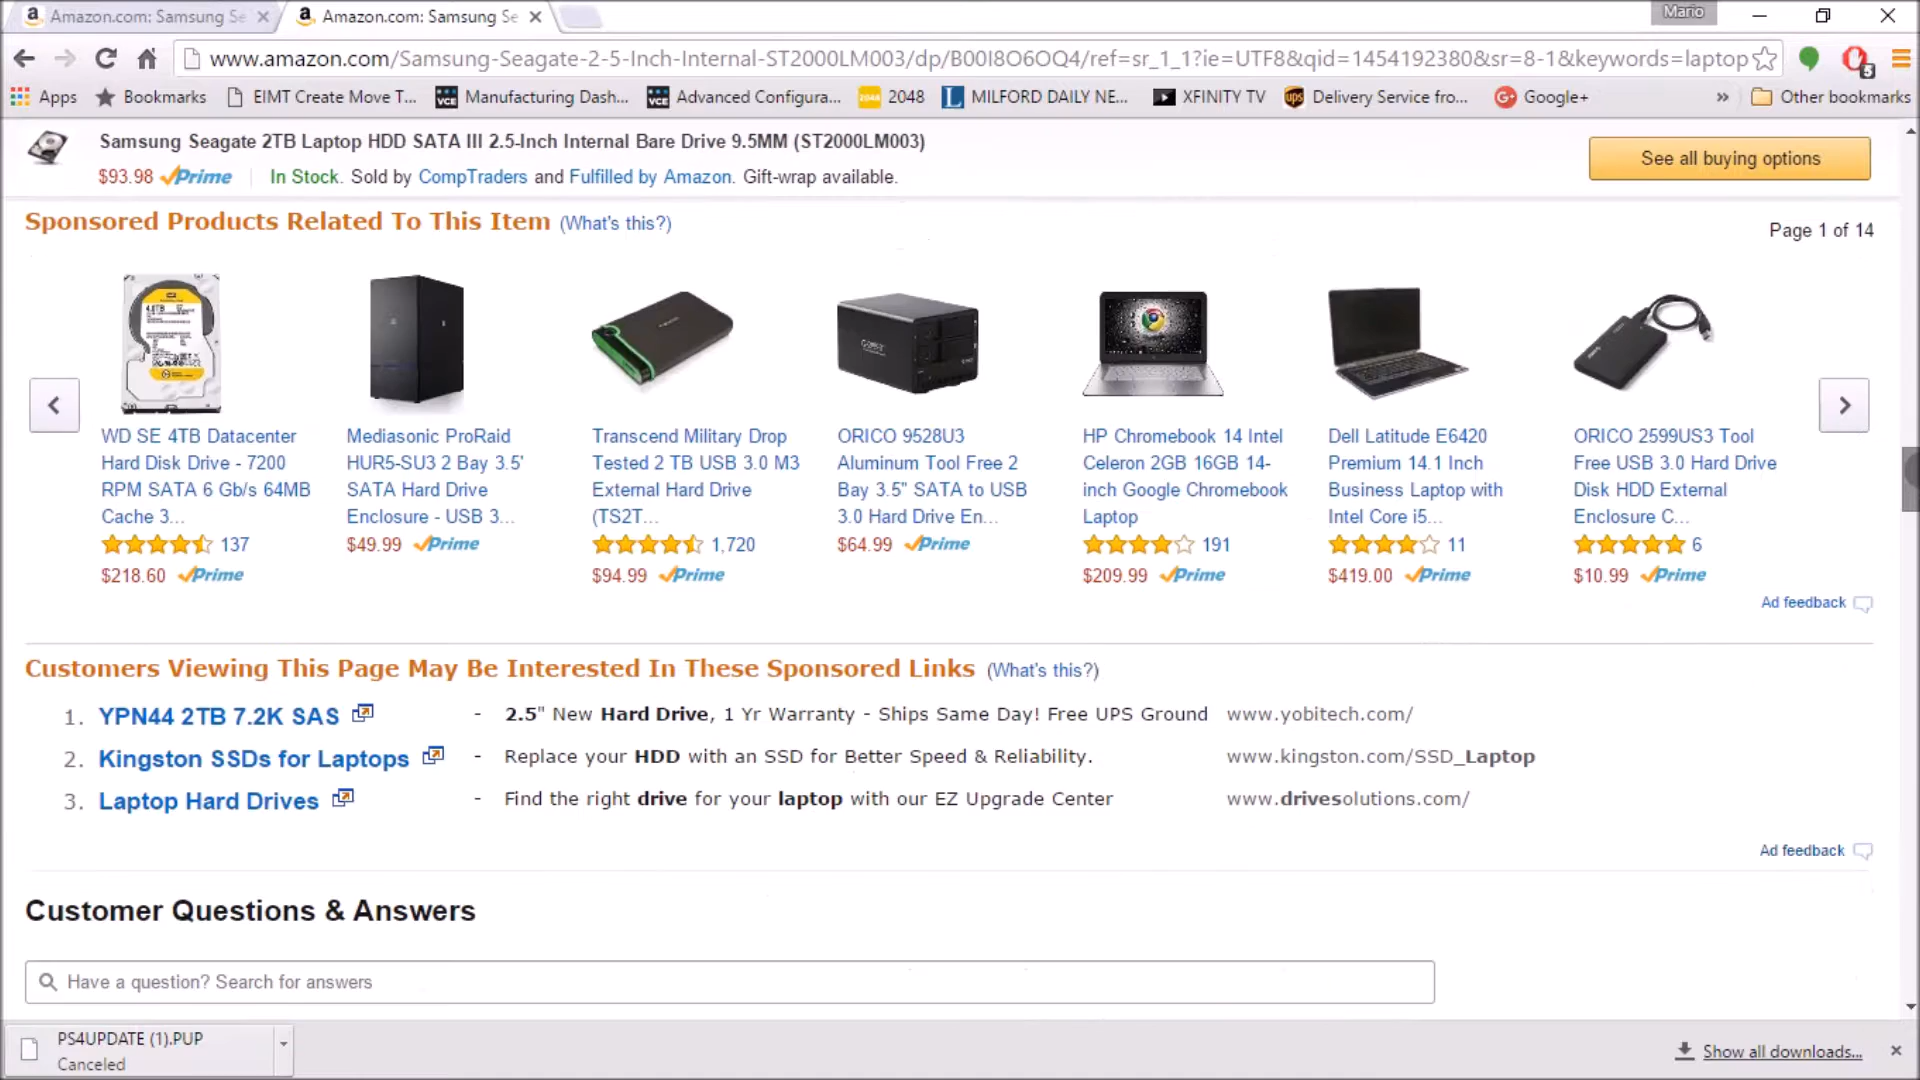 Amazon.com: Samsung Se
Amazon.com: Samsung Se
Mario
www.amazon.com/Samsung-Seagate-2-5-Inch-Internal-ST2000LM003/dp/B00I8O6OQ4/ref=sr_1_1?ie=UTF8&qid=1454192380&sr=8-1&keywords=laptop
5
Apps
Bookmarks
EIMT Create Move T...
VCE
Manufacturing Dash...
VCE
Advanced Configura...
2048
2048
L
MILFORD DAILY NE...
XFINITY TV
ups
Delivery Service fro...
G+
Google+
»
Other bookmarks
Samsung Seagate 2TB Laptop HDD SATA III 2.5-Inch Internal Bare Drive 9.5MM (ST2000LM003)
$93.98 Prime
In Stock. Sold by CompTraders and Fulfilled by Amazon. Gift-wrap available.
See all buying options
Sponsored Products Related To This Item (What's this?)
Page 1 of 14
WD SE 4TB Datacenter
Hard Disk Drive - 7200
RPM SATA 6 Gb/s 64MB
Cache 3...
137
$218.60 Prime
Mediasonic ProRaid
HUR5-SU3 2 Bay 3.5'
SATA Hard Drive
Enclosure - USB 3...
$49.99 Prime
Transcend Military Drop
Tested 2 TB USB 3.0 M3
External Hard Drive
(TS2T...
1,720
$94.99 Prime
ORICO 9528U3
Aluminum Tool Free 2
Bay 3.5" SATA to USB
3.0 Hard Drive En...
$64.99 Prime
HP Chromebook 14 Intel
Celeron 2GB 16GB 14-
inch Google Chromebook
Laptop
191
$209.99 Prime
Dell Latitude E6420
Premium 14.1 Inch
Business Laptop with
Intel Core i5...
11
$419.00 Prime
ORICO 2599US3 Tool
Free USB 3.0 Hard Drive
Disk HDD External
Enclosure C...
6
$10.99 Prime
Ad feedback
Customers Viewing This Page May Be Interested In These Sponsored Links (What's this?)
1. YPN44 2TB 7.2K SAS - 2.5" New Hard Drive, 1 Yr Warranty - Ships Same Day! Free UPS Ground www.yobitech.com/
2. Kingston SSDs for Laptops - Replace your HDD with an SSD for Better Speed & Reliability. www.kingston.com/SSD_Laptop
3. Laptop Hard Drives - Find the right drive for your laptop with our EZ Upgrade Center www.drivesolutions.com/
Ad feedback
Customer Questions & Answers
Have a question? Search for answers
PS4UPDATE (1).PUP
Canceled
Show all downloads...